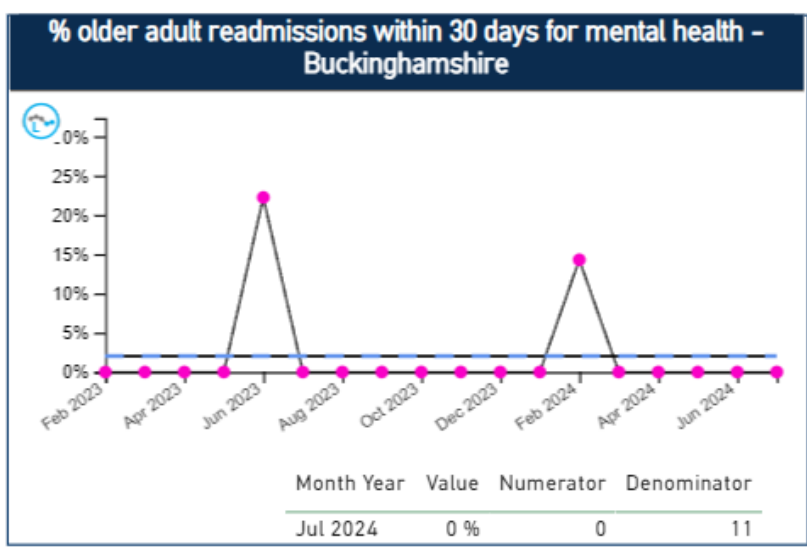 % older adult readmissions within 30 days for mental health -
Buckinghamshire
L
0%
25%
20%
15%
10%
5%
0%
Feb 2023 Apr 2023 Jun 2023 Aug 2023 Oct 2023 Dec 2023 Feb 2024 Apr 2024 Jun 2024
Month Year Value Numerator Denominator
Jul 2024 0 % 0 11